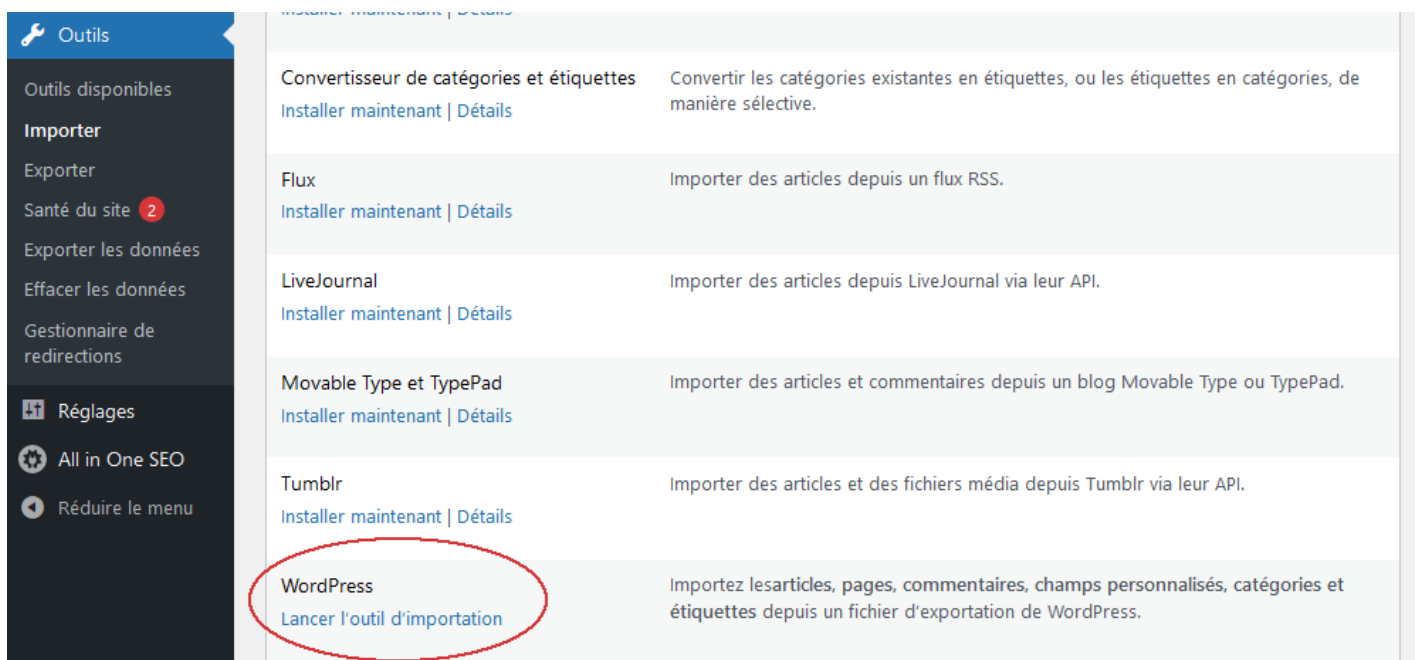 Outils
Outils disponibles
Importer
Exporter
Santé du site 2
Exporter les données
Effacer les données
Gestionnaire de
redirections
Réglages
All in One SEO
Réduire le menu
Installer maintenant | Détails
Convertisseur de catégories et étiquettes
Installer maintenant | Détails
Convertir les catégories existantes en étiquettes, ou les étiquettes en catégories, de
manière sélective.
Flux
Installer maintenant | Détails
Importer des articles depuis un flux RSS.
LiveJournal
Installer maintenant | Détails
Importer des articles depuis LiveJournal via leur API.
Movable Type et TypePad
Installer maintenant | Détails
Importer des articles et commentaires depuis un blog Movable Type ou TypePad.
Tumblr
Installer maintenant | Détails
Importer des articles et des fichiers média depuis Tumblr via leur API.
WordPress
Lancer l'outil d'importation
Importez lesarticles, pages, commentaires, champs personnalisés, catégories et
étiquettes depuis un fichier d'exportation de WordPress.